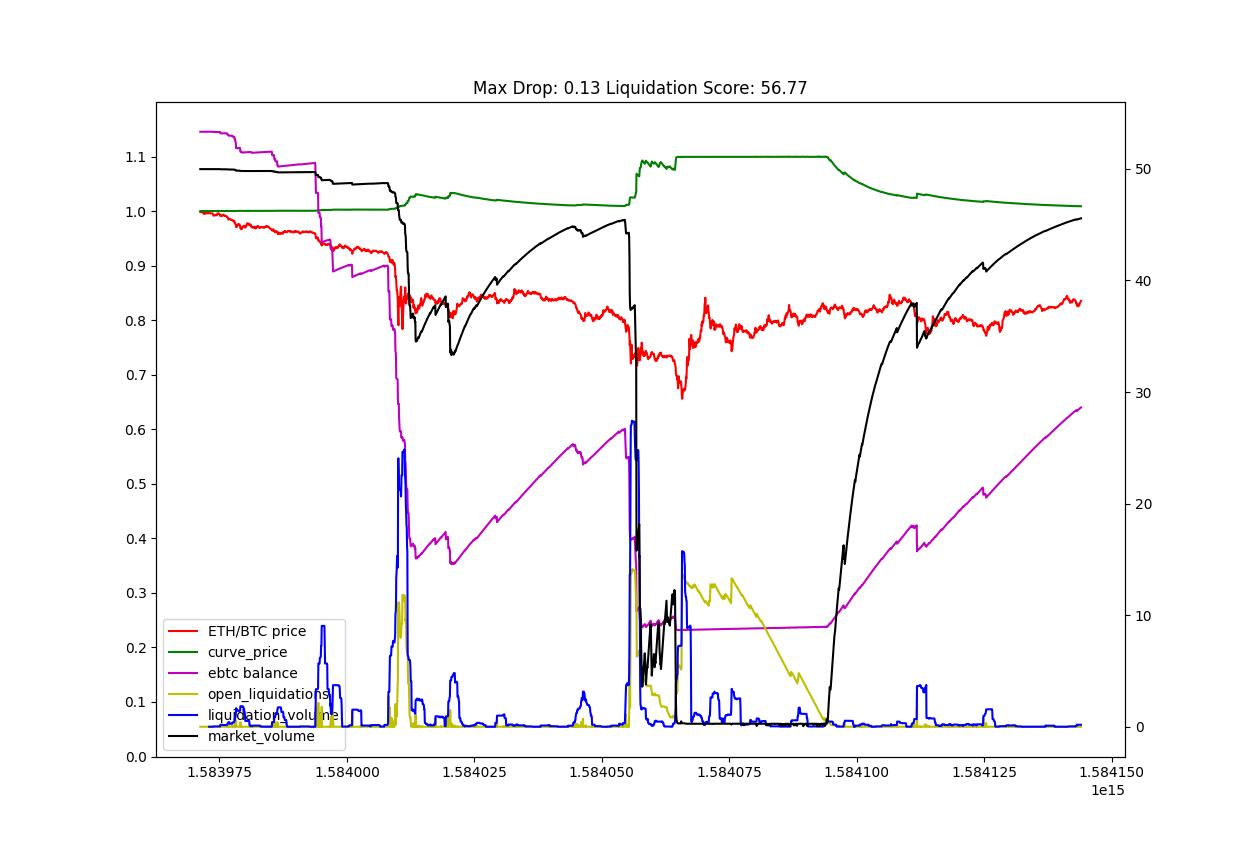 Max Drop: 0.13 Liquidation Score: 56.77
1.1
1.0
0.9
0.8
0.7
0.6
0.5
0.4
0.3
0.2
0.1
0.0
50
40
30
20
10
0
ETH/BTC price
curve_price
ebtc balance
open_liquidations
liquidation_volume
market_volume
1.583975 1.584000 1.584025 1.584050 1.584075 1.584100 1.584125 1.584150
1e15